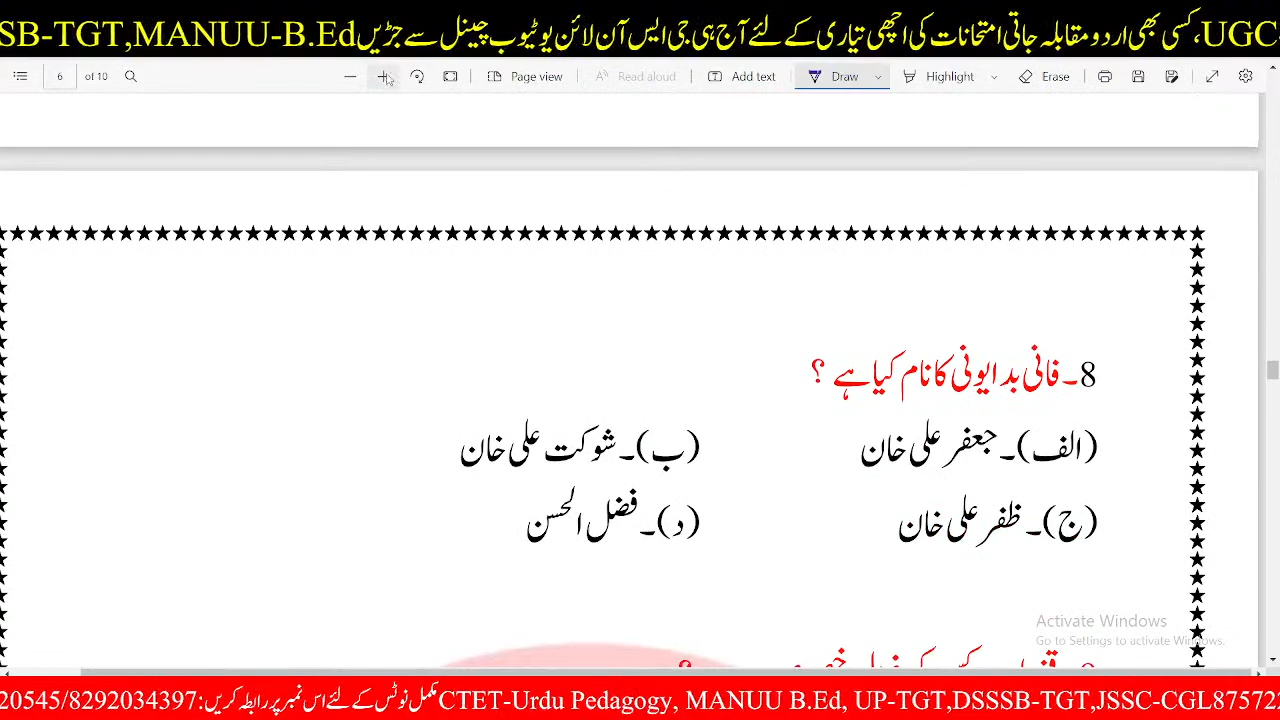 SB-TGT,MANUU-B.Ed کسی بھی اردو مقابلہ جاتی امتحانات کی اچھی تیاری کے لئے آج ہی جی ایس آن لائن یوٹیوب چینل سے جڑیں UGC،
6 of 10 Page view Read aloud Add text Draw Highlight Erase
8۔ فانی بدایونی کا نام کیا ہے ؟
(الف)۔ جعفر علی خان (ب)۔ شوکت علی خان
(ج)۔ ظفر علی خان (د)۔ فضل الحسن
Activate Windows
Go to Settings to activate Windows.
20545/8292034397: مکمل نوٹس کے لئے اس نمبر پر رابطہ کریں CTET-Urdu Pedagogy, MANUU B.Ed, UP-TGT,DSSSB-TGT,JSSC-CGL87572